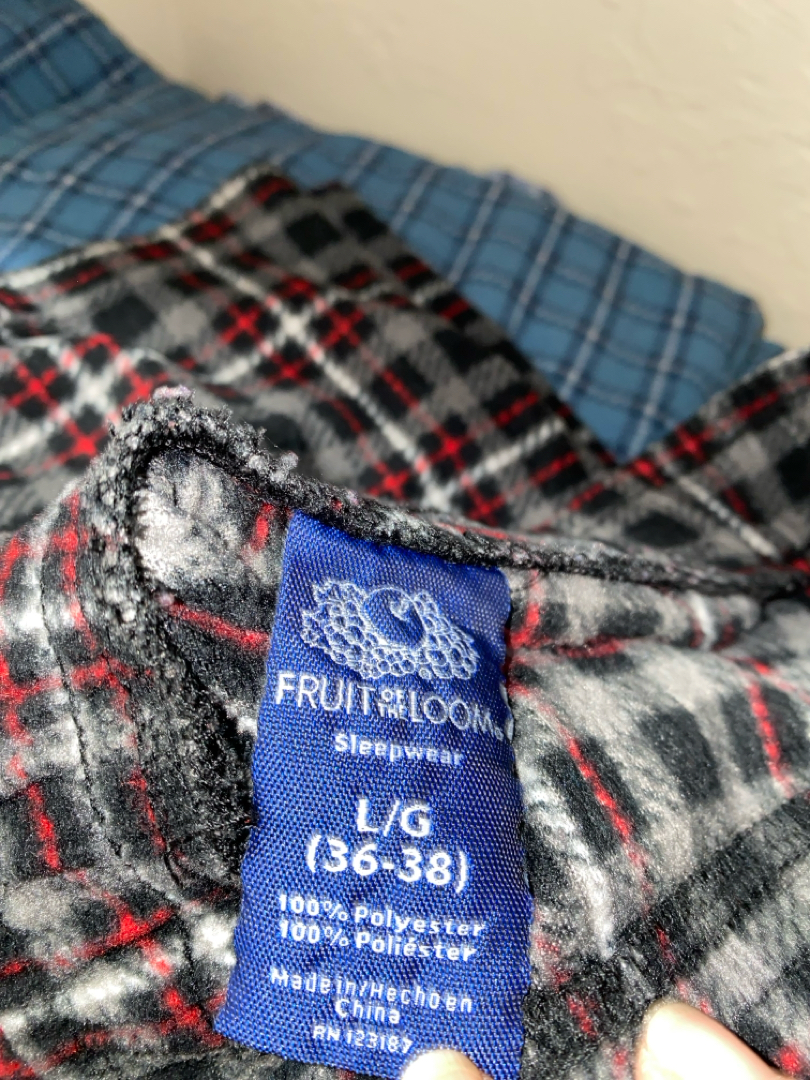 FRUIT OF THE LOOM®
Sleepwear
L/G
(36-38)
100% Polyester
100% Poliéster
Made in/Hecho en
China
RN 123187